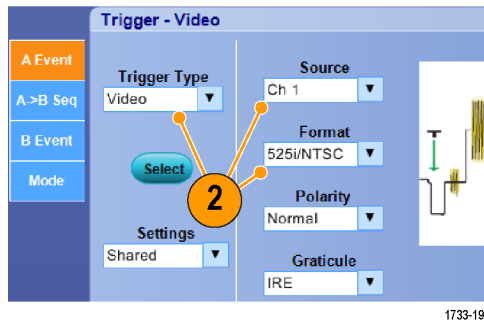 Trigger - Video
A Event
A->B Seq
B Event
Mode
Trigger Type
Video
Select
Settings
Shared
2
Source
Ch 1
Format
525i/NTSC
Polarity
Normal
Graticule
IRE
T
1733-19